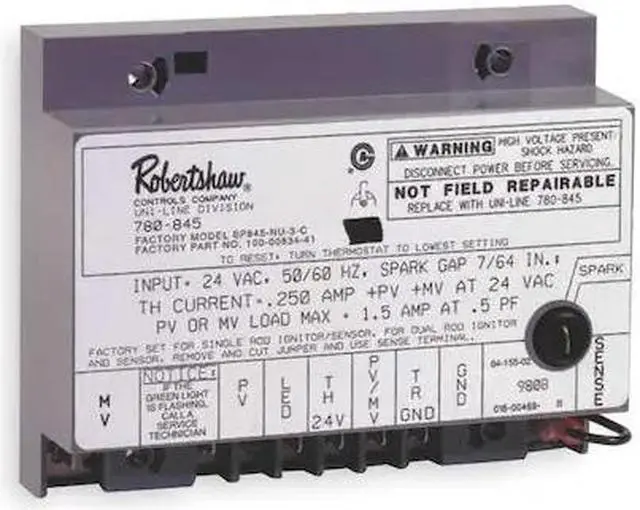 Robertshaw®
CONTROLS COMPANY
UNI-LINE DIVISION
780-845
FACTORY MODEL SP845-NU-3-C
FACTORY PART NO. 100-00834-41
WARNING HIGH VOLTAGE PRESENT/
SHOCK HAZARD
DISCONNECT POWER BEFORE SERVICING.
NOT FIELD REPAIRABLE
REPLACE WITH UNI-LINE 780-845
TO RESET: TURN THERMOSTAT TO LOWEST SETTING
INPUT. 24 VAC, 50/60 HZ, SPARK GAP 7/64 IN.:
TH CURRENT=.250 AMP +PV +MV AT 24 VAC
PV OR MV LOAD MAX = 1.5 AMP AT .5 PF
FACTORY SET FOR SINGLE ROD IGNITOR/SENSOR. FOR DUAL ROD IGNITOR
AND SENSOR. REMOVE AND CUT JUMPER AND USE SENSE TERMINAL.
SPARK
SENSE
MV
NOTICE:
IF THE
GREEN LIGHT
IS FLASHING,
CALL A
SERVICE
TECHNICIAN
PV
LED
TH
24V
PV/MV
TR
GND
GND
64-155-02
9808
016-00469- B